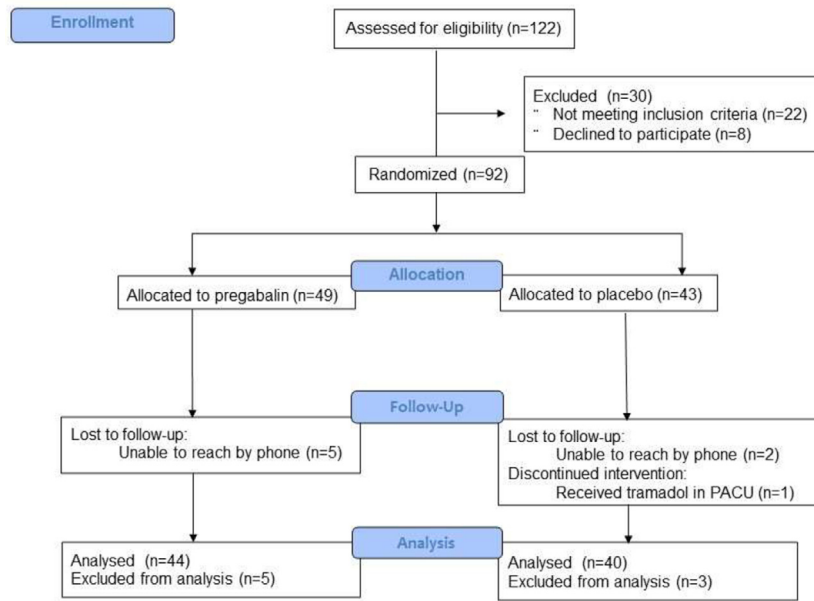 Enrollment
Assessed for eligibility (n=122)
Excluded (n=30)
¨ Not meeting inclusion criteria (n=22)
¨ Declined to participate (n=8)
Randomized (n=92)
Allocation
Allocated to pregabalin (n=49)
Allocated to placebo (n=43)
Follow-Up
Lost to follow-up:
Unable to reach by phone (n=5)
Lost to follow-up:
Unable to reach by phone (n=2)
Discontinued intervention:
Received tramadol in PACU (n=1)
Analysis
Analysed (n=44)
Excluded from analysis (n=5)
Analysed (n=40)
Excluded from analysis (n=3)